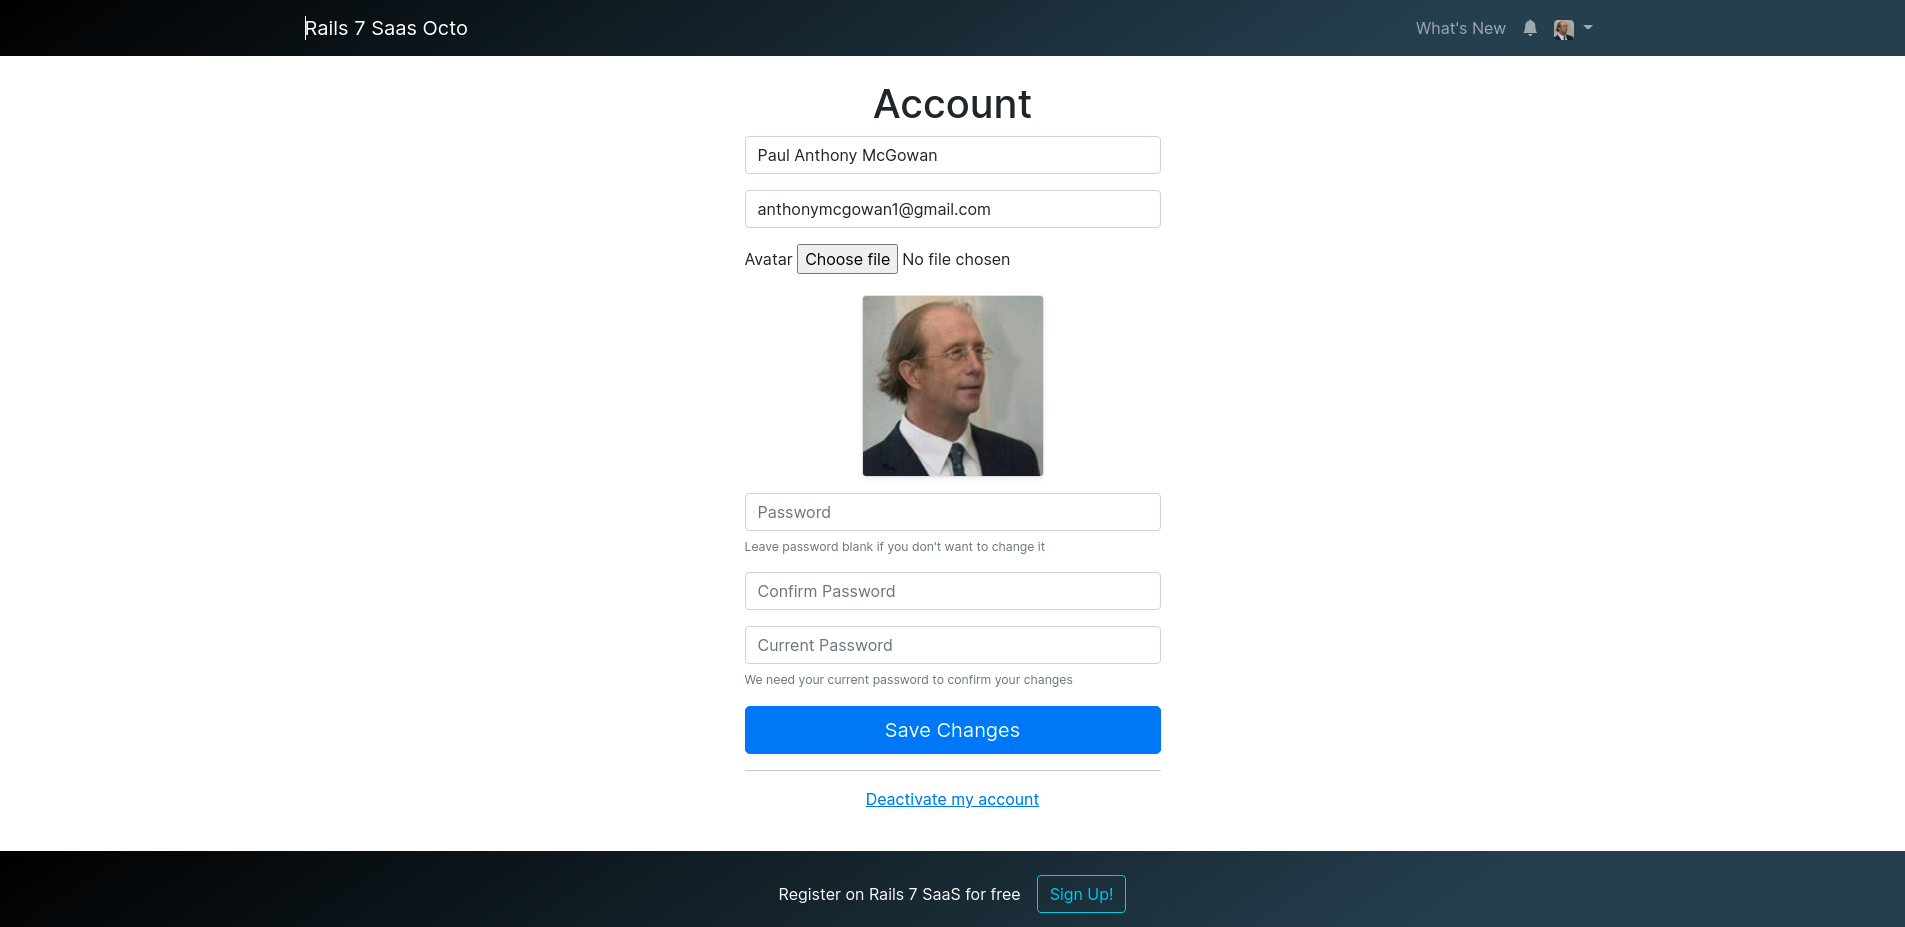 Rails 7 Saas Octo What's New
Account
Paul Anthony McGowan
anthonymcgowan1@gmail.com
Avatar Choose file No file chosen
Password
Leave password blank if you don't want to change it
Confirm Password
Current Password
We need your current password to confirm your changes
Save Changes
Deactivate my account
Register on Rails 7 SaaS for free Sign Up!